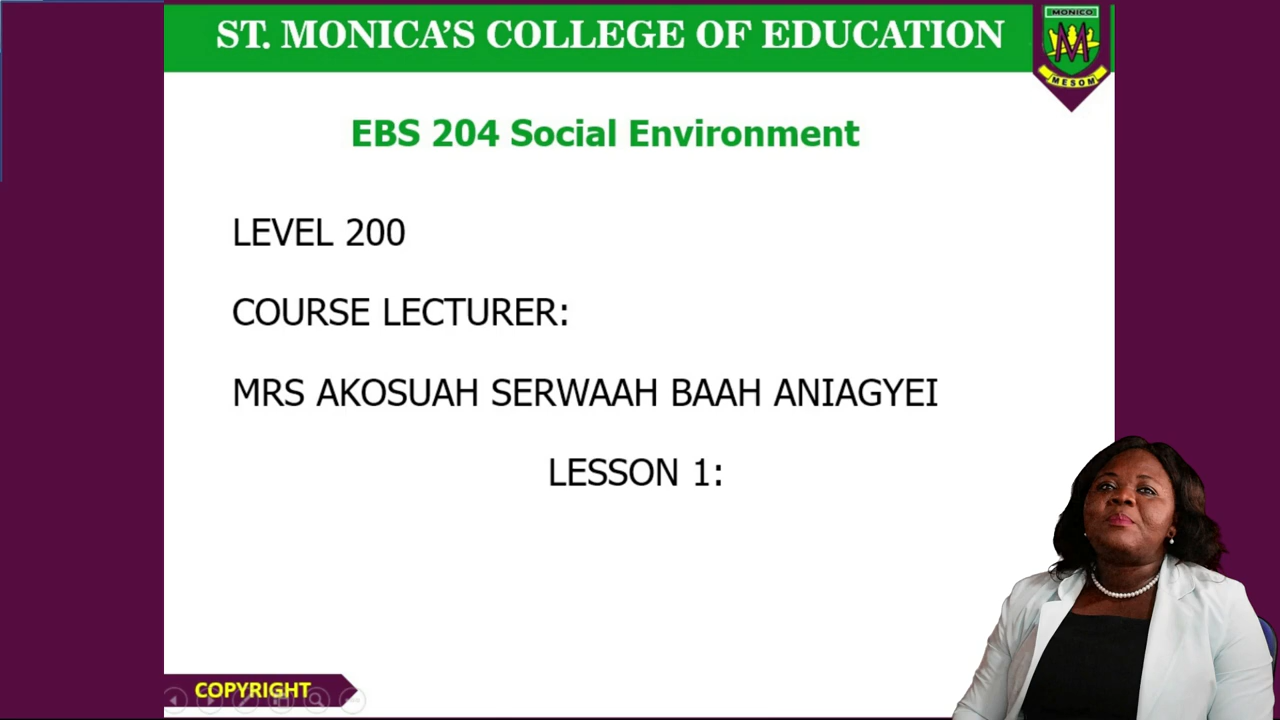 ST. MONICA'S COLLEGE OF EDUCATION
MONICO
M
MESOM
EBS 204 Social Environment
LEVEL 200
COURSE LECTURER:
MRS AKOSUAH SERWAAH BAAH ANIAGYEI
LESSON 1:
COPYRIGHT